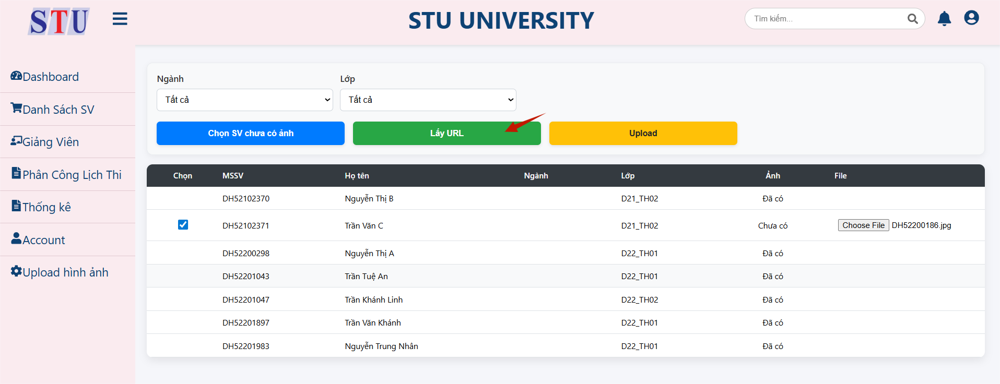 STU
STU UNIVERSITY
Tìm kiếm...
Dashboard
Danh Sách SV
Giảng Viên
Phân Công Lịch Thi
Thống kê
Account
Upload hình ảnh
Ngành Lớp
Tất cả Tất cả
Chọn SV chưa có ảnh Lấy URL Upload
Chọn MSSV Họ tên Ngành Lớp Ảnh File
DH52102370 Nguyễn Thị B D21_TH02 Đã có
DH52102371 Trần Văn C D21_TH02 Chưa có Choose File DH52200186.jpg
DH52200298 Nguyễn Thị A D22_TH01 Đã có
DH52201043 Trần Tuệ An D22_TH01 Đã có
DH52201047 Trần Khánh Linh D22_TH02 Đã có
DH52201897 Trần Văn Khánh D22_TH01 Đã có
DH52201983 Nguyễn Trung Nhân D22_TH01 Đã có